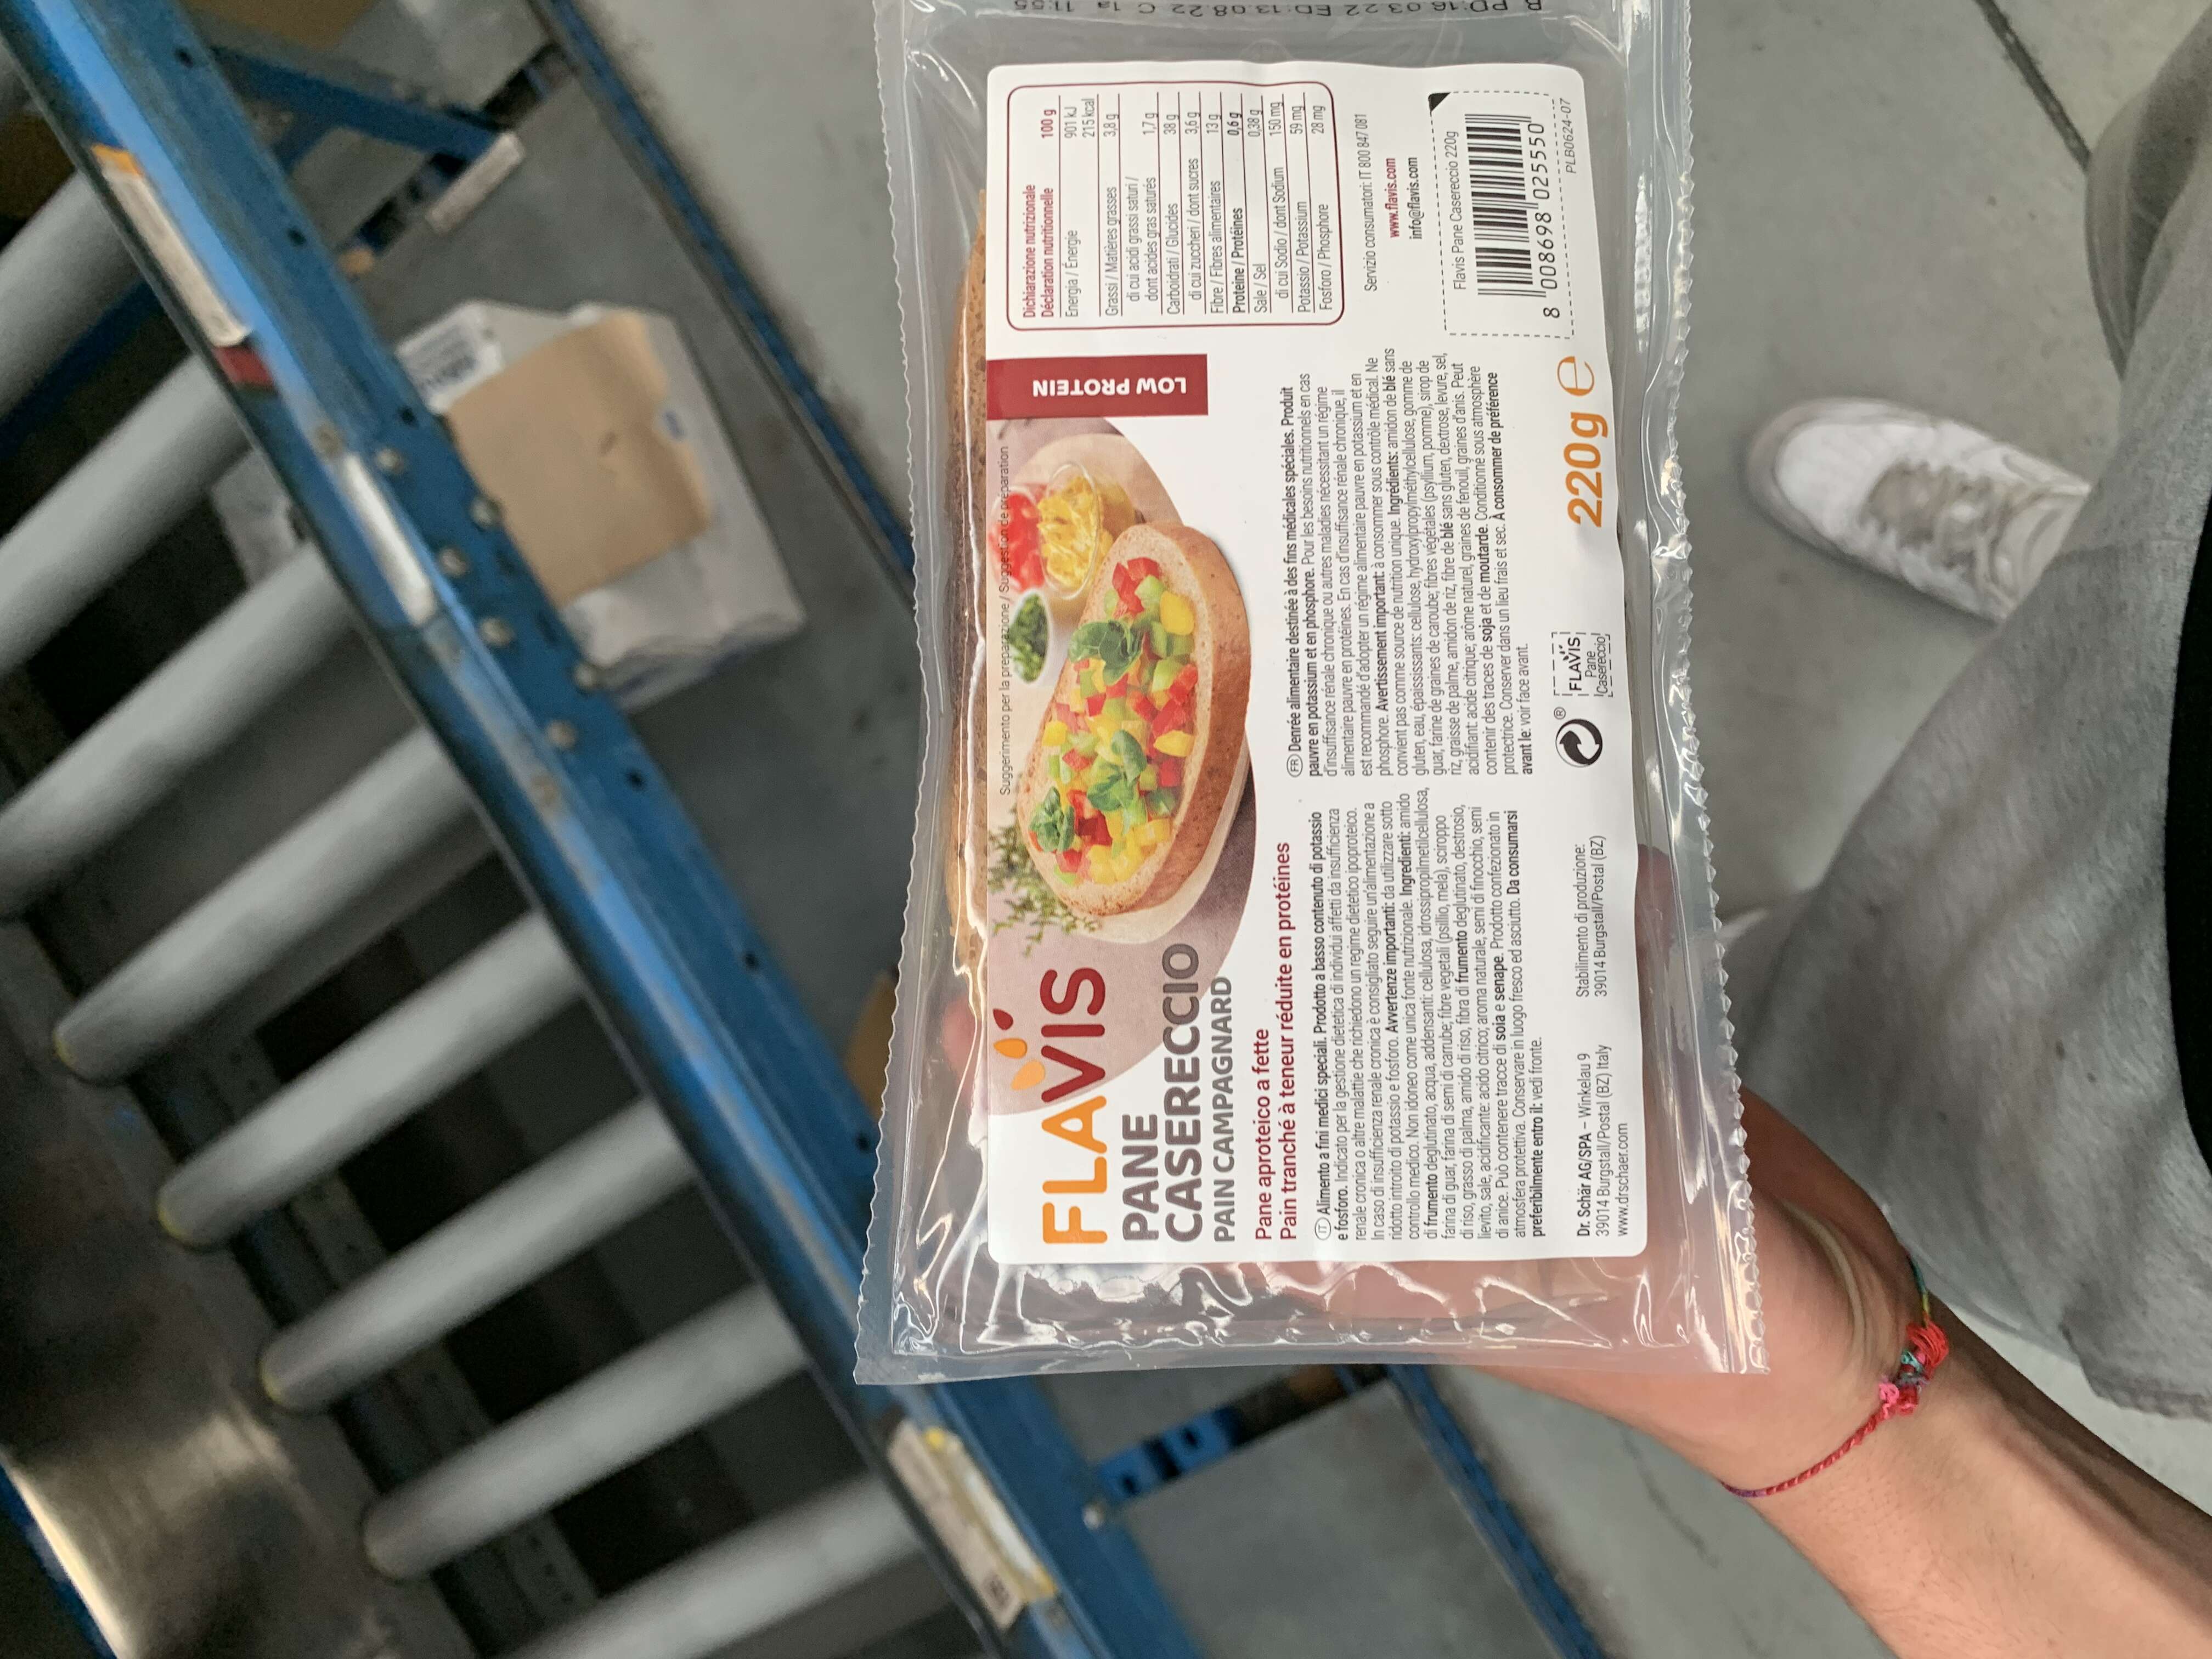 Suggerimento per la preparazione / Suggestion de préparation
FLAVIS
PANE
CASERECCIO
PAIN CAMPAGNARD
Pane aproteico a fette
Pain tranché à teneur réduite en protéines
LOW PROTEIN
IT Alimento a fini medici speciali. Prodotto a basso contenuto di potassio
e fosforo. Indicato per la gestione dietetica di individui affetti da insufficienza
renale cronica o altre malattie che richiedono un regime dietetico ipoproteico.
In caso di insufficienza renale cronica è consigliato seguire un'alimentazione a
ridotto introito di potassio e fosforo. Avvertenze importanti: da utilizzare sotto
controllo medico. Non idoneo come unica fonte nutrizionale. Ingredienti: amido
di frumento deglutinato, acqua, addensanti: cellulosa, idrossipropilmetilcellulosa,
farina di guar, farina di semi di carrube; fibre vegetali (psillio, mela), sciroppo
di riso, grasso di palma, amido di riso, fibra di frumento deglutinato, destrosio,
lievito, sale, acidificante: acido citrico; aroma naturale, semi di finocchio, semi
di anice. Può contenere tracce di soia e senape. Prodotto confezionato in
atmosfera protettiva. Conservare in luogo fresco ed asciutto. Da consumarsi
preferibilmente entro il: vedi fronte.
FR Denrée alimentaire destinée à des fins médicales spéciales. Produit
pauvre en potassium et en phosphore. Pour les besoins nutritionnels en cas
d'insuffisance rénale chronique ou autres maladies nécessitant un régime
alimentaire pauvre en protéines. En cas d'insuffisance rénale chronique, il
est recommandé d'adopter un régime alimentaire pauvre en potassium et en
phosphore. Avertissement important: à consommer sous contrôle médical. Ne
convient pas comme source de nutrition unique. Ingrédients: amidon de blé sans
gluten, eau, épaississants: cellulose, hydroxylpropylméthylcellulose, gomme de
guar, farine de graines de caroube; fibres végétales (psyllium, pomme), sirop de
riz, graisse de palme, amidon de riz, fibre de blé sans gluten, dextrose, levure, sel,
acidifiant: acide citrique; arôme naturel, graines de fenouil, graines d'anis. Peut
contenir des traces de soja et de moutarde. Conditionné sous atmosphère
protectrice. Conserver dans un lieu frais et sec. À consommer de préférence
avant le: voir face avant.
Dr. Schär AG/SPA – Winkelau 9
39014 Burgstall/Postal (BZ) Italy
www.drschaer.com
Stabilimento di produzione:
39014 Burgstall/Postal (BZ)
®
FLAVIS
Pane
Casereccio
220g e
Dichiarazione nutrizionale
Déclaration nutritionnelle 100 g
Energia / Énergie 901 kJ
215 kcal
Grassi / Matières grasses 3,8 g
di cui acidi grassi saturi /
dont acides gras saturés 1,7 g
Carboidrati / Glucides 38 g
di cui zuccheri / dont sucres 3,6 g
Fibre / Fibres alimentaires 13 g
Proteine / Protéines 0,6 g
Sale / Sel 0,38 g
di cui Sodio / dont Sodium 150 mg
Potassio / Potassium 59 mg
Fosforo / Phosphore 28 mg
Servizio consumatori: IT 800 847 081
www.flavis.com
info@flavis.com
Flavis Pane Casereccio 220g
8 008698 025550
PLB0624-07
PD:16.03.22 ED:13.08.22 C 1a 11:55